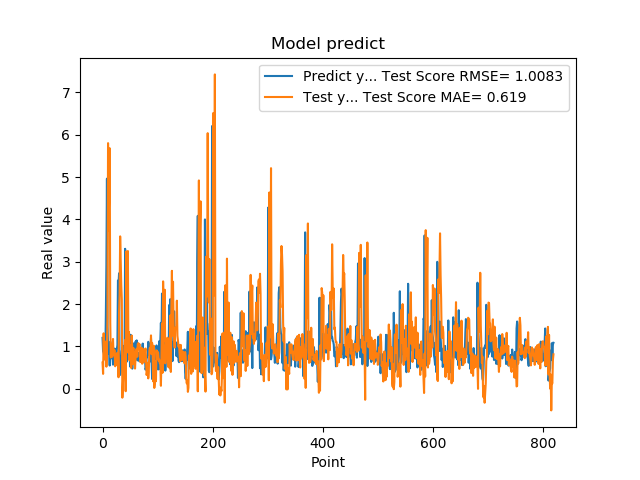 Model predict
Predict y... Test Score RMSE= 1.0083
Test y... Test Score MAE= 0.619
7
6
5
4
3
2
1
0
Real value
0 200 400 600 800
Point